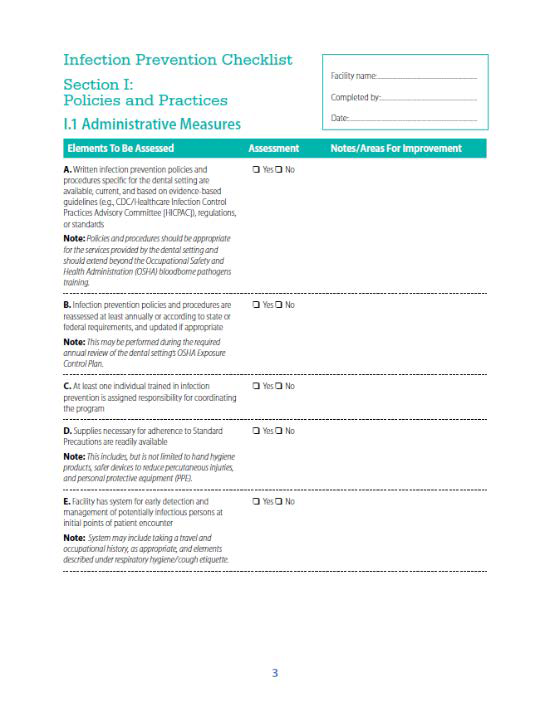 Infection Prevention Checklist
Section I:
Policies and Practices
I.1 Administrative Measures
Facility name:
Completed by:
Date:
Elements To Be Assessed Assessment Notes/Areas For Improvement
A. Written infection prevention policies and ❑ Yes ❑ No
procedures specific for the dental setting are
available, current, and based on evidence-based
guidelines (e.g., CDC/Healthcare Infection Control
Practices Advisory Committee [HICPAC]), regulations,
or standards
Note: Policies and procedures should be appropriate
for the services provided by the dental setting and
should extend beyond the Occupational Safety and
Health Administration (OSHA) bloodborne pathogens
training.
B. Infection prevention policies and procedures are ❑ Yes ❑ No
reassessed at least annually or according to state or
federal requirements, and updated if appropriate
Note: This may be performed during the required
annual review of the dental setting's OSHA Exposure
Control Plan.
C. At least one individual trained in infection ❑ Yes ❑ No
prevention is assigned responsibility for coordinating
the program
D. Supplies necessary for adherence to Standard ❑ Yes ❑ No
Precautions are readily available
Note: This includes, but is not limited to hand hygiene
products, safer devices to reduce percutaneous injuries,
and personal protective equipment (PPE).
E. Facility has system for early detection and ❑ Yes ❑ No
management of potentially infectious persons at
initial points of patient encounter
Note: System may include taking a travel and
occupational history, as appropriate, and elements
described under respiratory hygiene/cough etiquette.
3